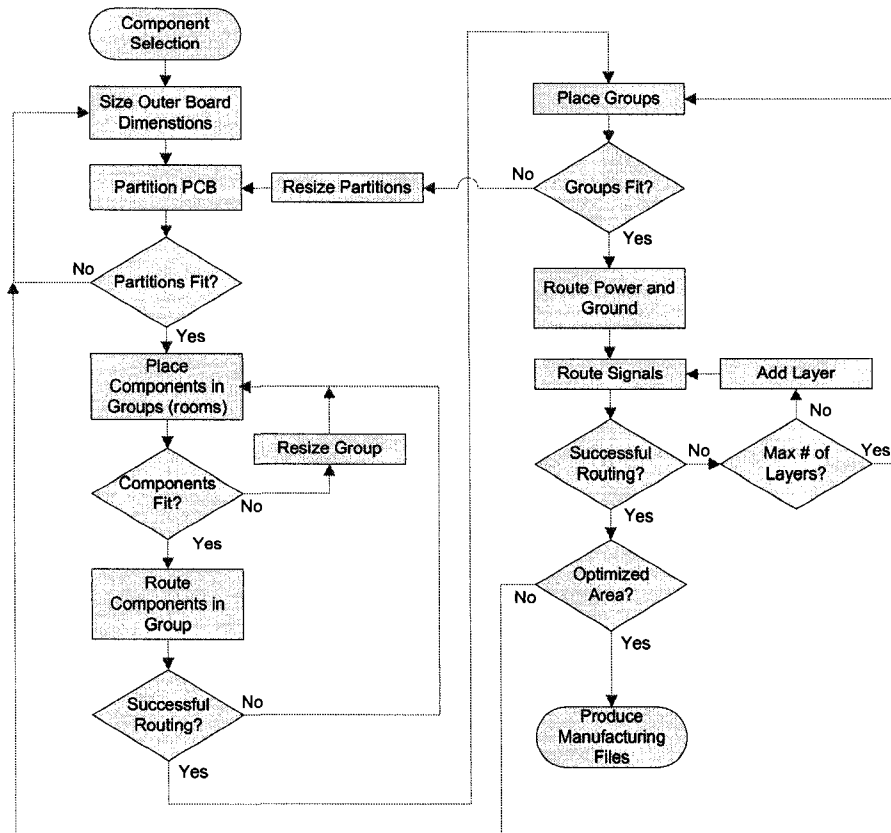 Component
Selection
Size Outer Board
Dimenstions
Partition PCB
Resize Partitions
No
Partitions Fit?
Yes
Place
Components in
Groups (rooms)
Resize Group
Components
Fit?
No
Yes
Route
Components in
Group
Successful
Routing?
No
Yes
Place Groups
No
Groups Fit?
Yes
Route Power and
Ground
Route Signals
Add Layer
No
Successful
Routing?
No
Max # of
Layers?
Yes
Yes
Optimized
Area?
No
Yes
Produce
Manufacturing
Files